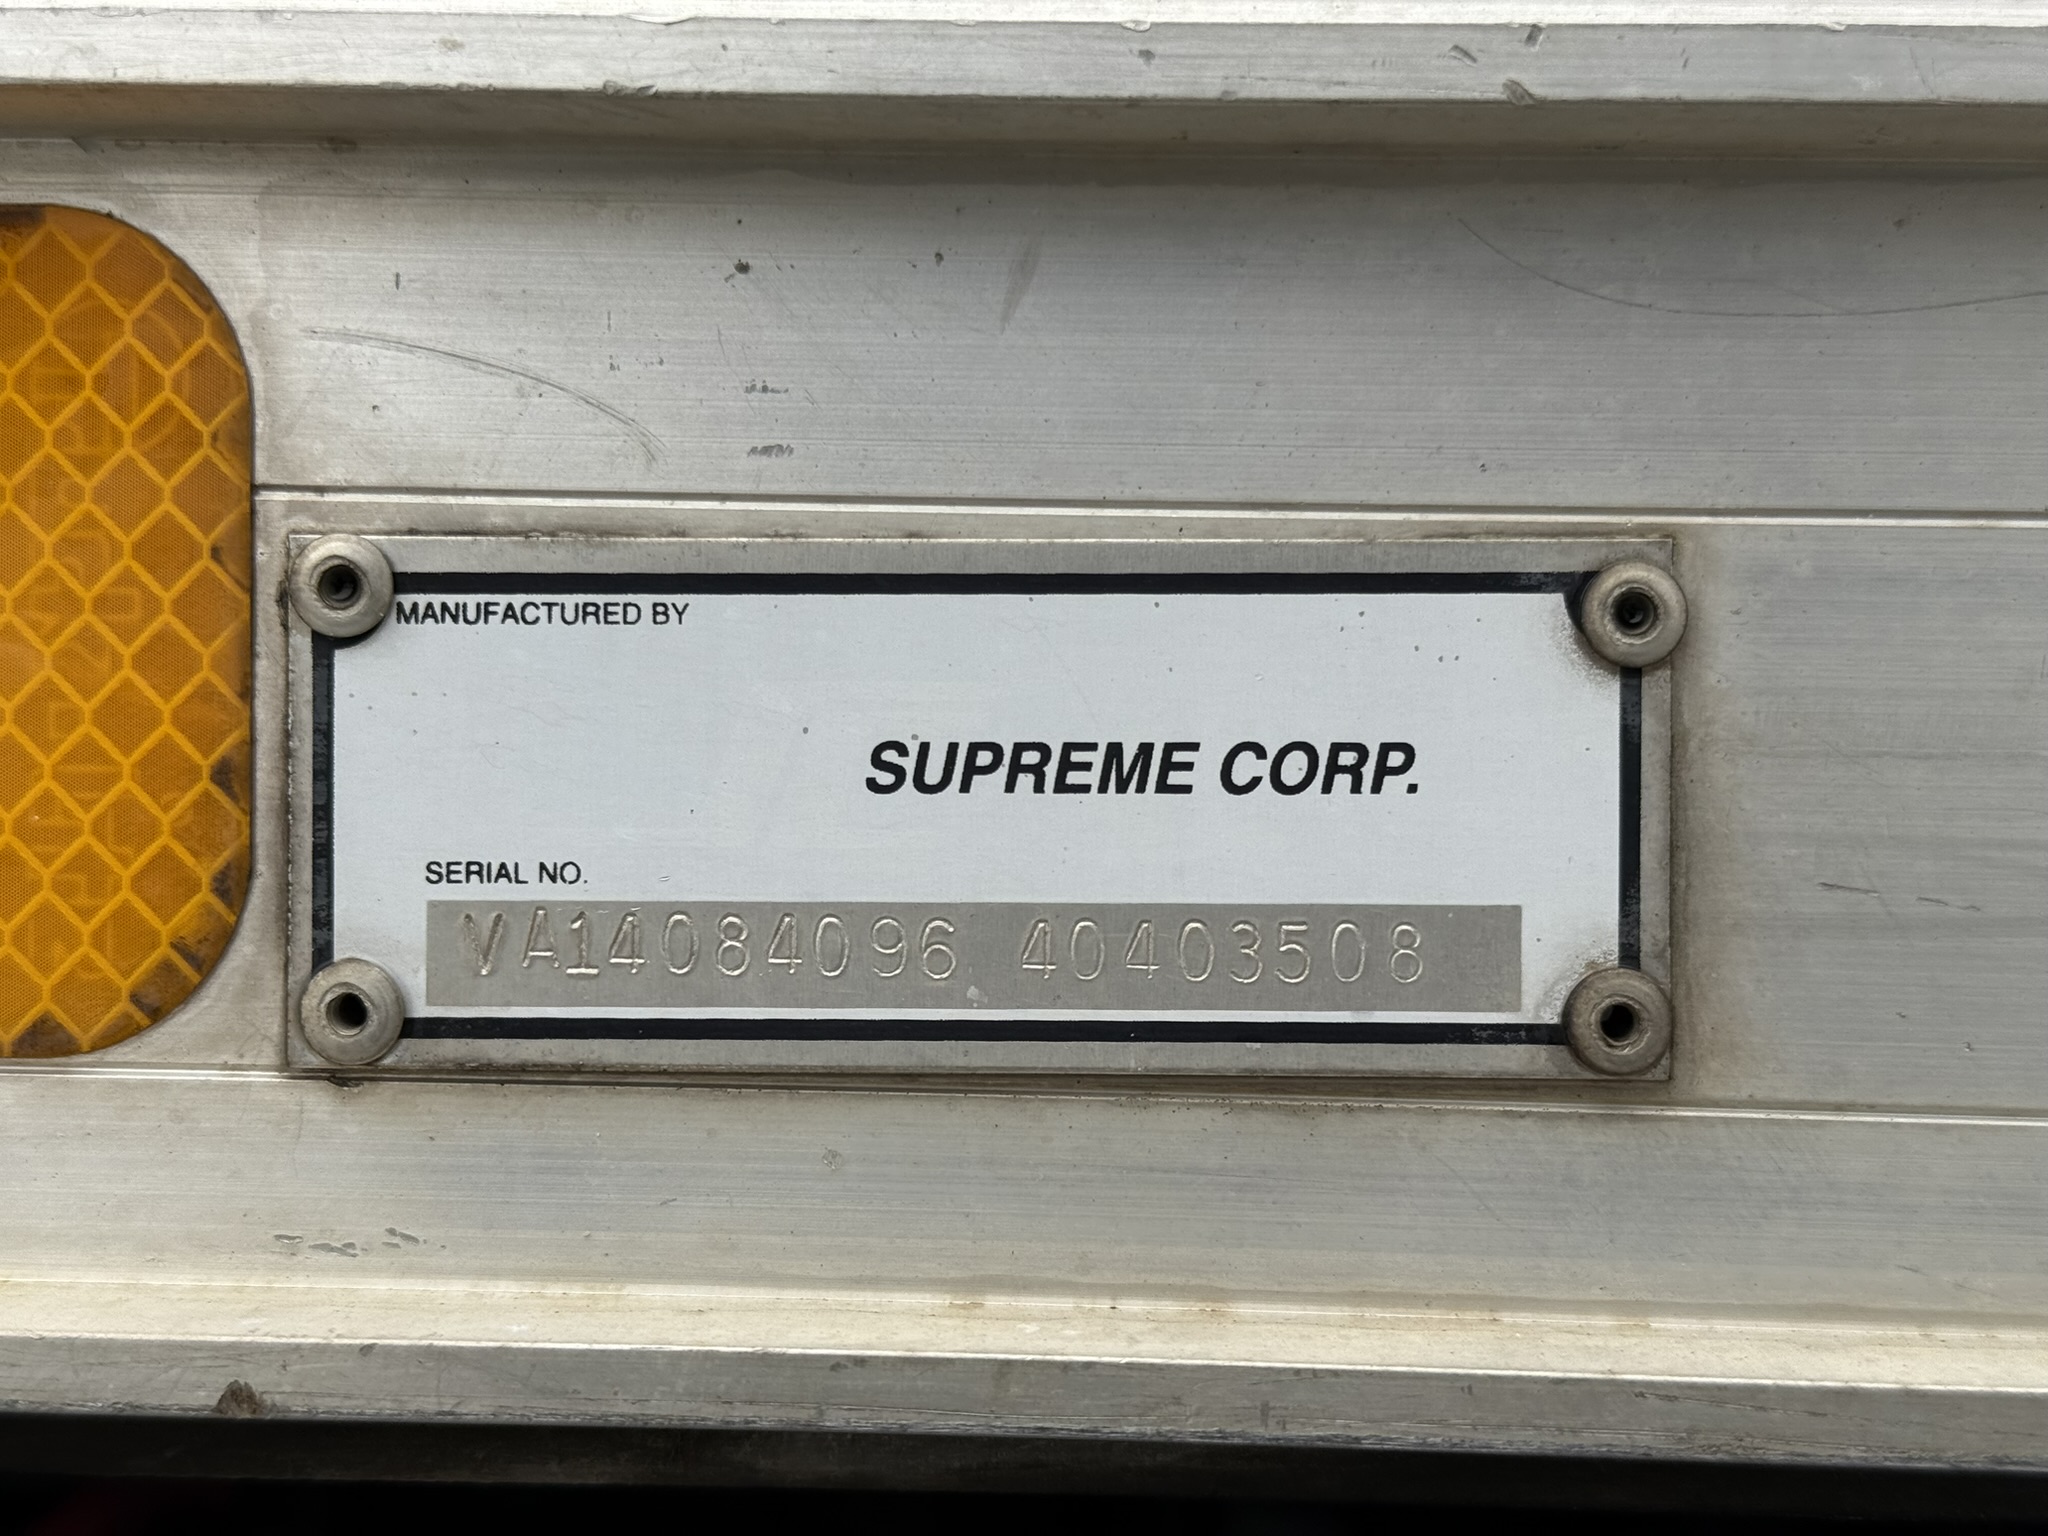 MANUFACTURED BY
SUPREME CORP.
SERIAL NO.
VA14084096 40403508